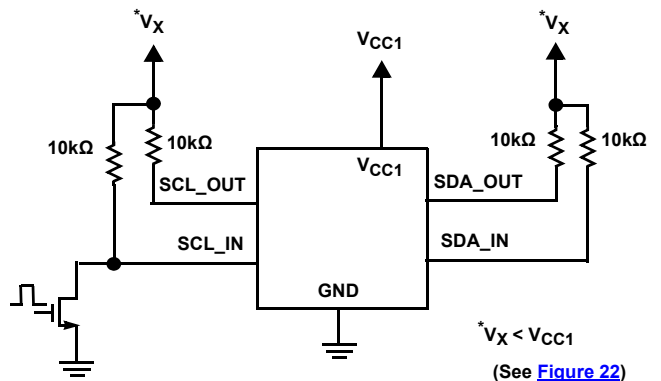 *VX
VCC1
*VX
10kΩ
10kΩ
10kΩ
10kΩ
VCC1
SCL_OUT
SDA_OUT
SCL_IN
SDA_IN
GND
*VX < VCC1
(See Figure 22)